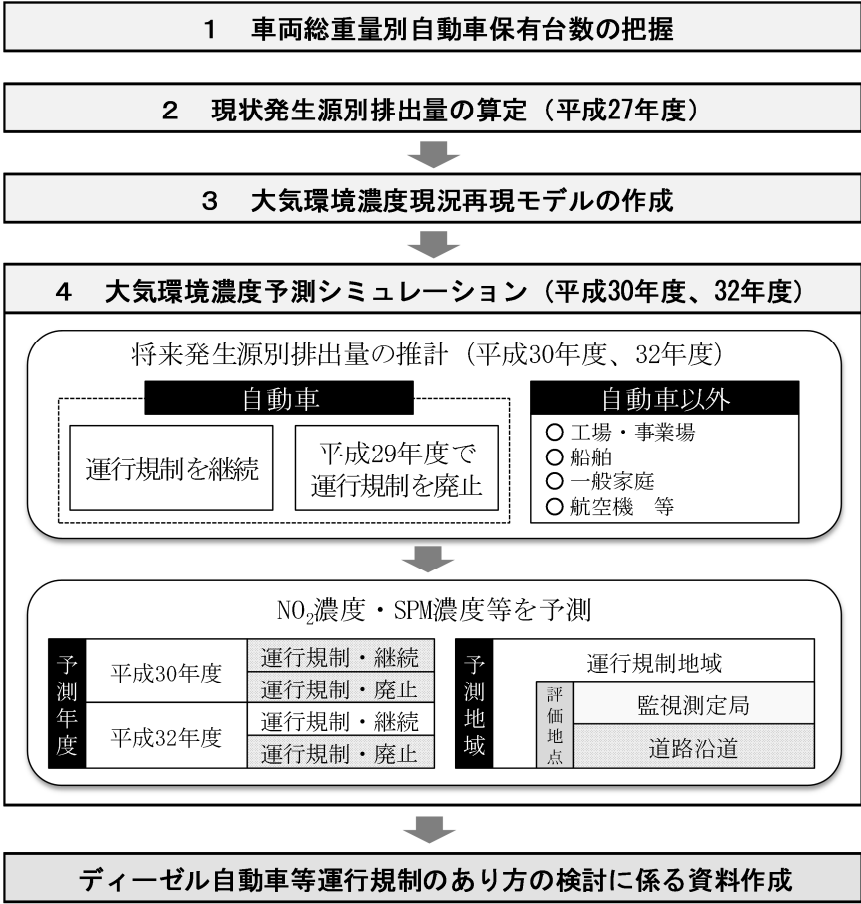 １　車両総重量別自動車保有台数の把握
２　現状発生源別排出量の算定（平成27年度）
３　大気環境濃度現況再現モデルの作成
４　大気環境濃度予測シミュレーション（平成30年度、32年度）
将来発生源別排出量の推計（平成30年度、32年度）
自動車
運行規制を継続
平成29年度で
運行規制を廃止
自動車以外
○ 工場・事業場
○ 船舶
○ 一般家庭
○ 航空機　等
NO₂濃度・SPM濃度等を予測
予測年度
平成30年度
運行規制・継続
運行規制・廃止
平成32年度
運行規制・継続
運行規制・廃止
予測地域
運行規制地域
評価地点
監視測定局
道路沿道
ディーゼル自動車等運行規制のあり方の検討に係る資料作成